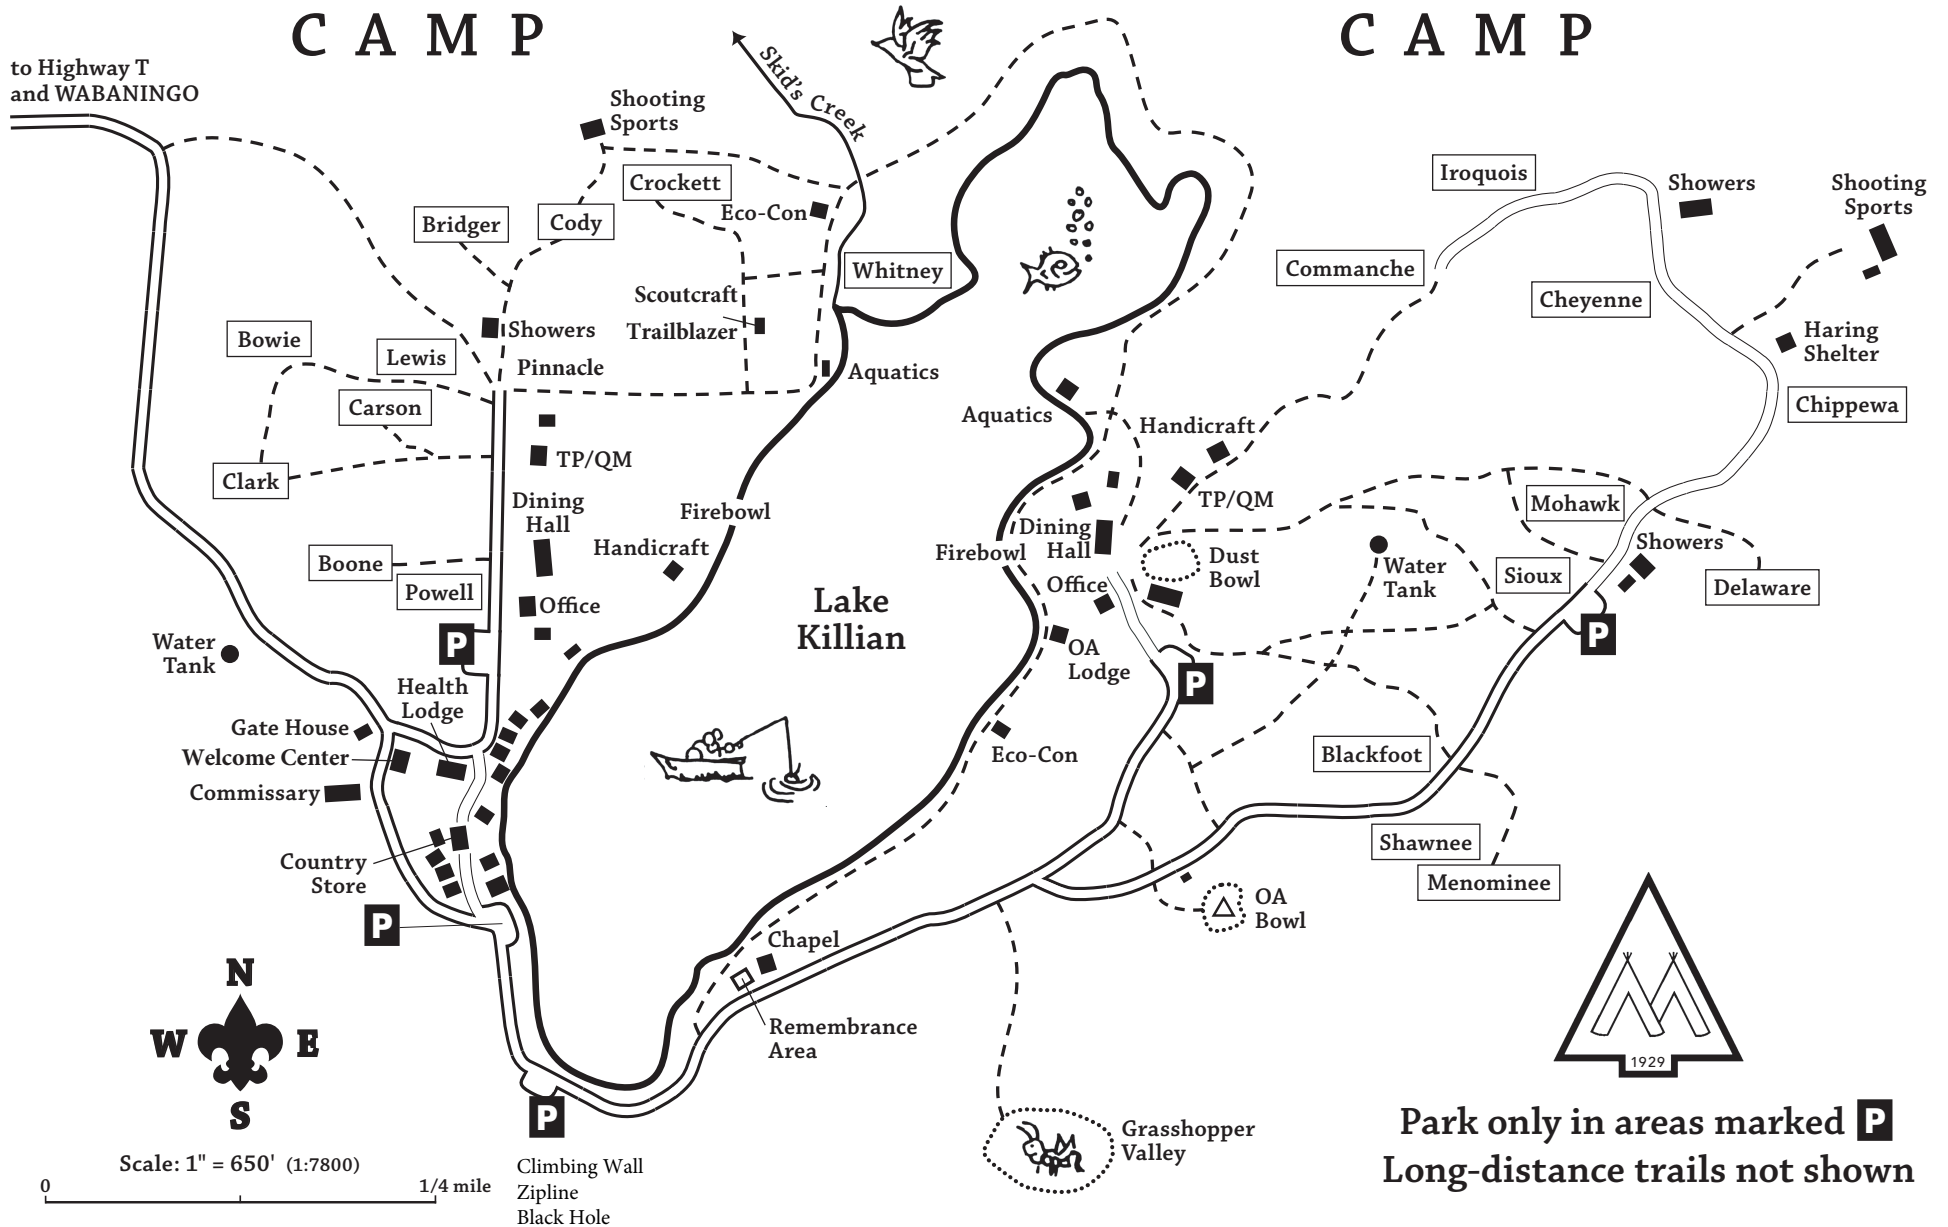 CAMP
CAMP
to Highway T
and WABANINGO
Skid's Creek
Shooting
Sports
Crockett
Eco-Con
Cody
Bridger
Whitney
Scoutcraft
Trailblazer
Showers
Pinnacle
Bowie
Lewis
Carson
Clark
Aquatics
TP/QM
Dining
Hall
Firebowl
Handicraft
Boone
Powell
Office
P
Water
Tank
Health
Lodge
Gate House
Welcome Center
Commissary
Country
Store
P
Lake
Killian
Iroquois
Showers
Shooting
Sports
Commanche
Cheyenne
Haring
Shelter
Chippewa
Aquatics
Handicraft
TP/QM
Mohawk
Dining
Hall
Firebowl
Dust
Bowl
Water
Tank
Showers
Sioux
Delaware
Office
P
OA
Lodge
P
Eco-Con
Blackfoot
Shawnee
Menominee
OA
Bowl
Chapel
Remembrance
Area
N
W
E
S
P
Climbing Wall
Zipline
Black Hole
Grasshopper
Valley
Scale: 1" = 650' (1:7800)
0
1/4 mile
1929
Park only in areas marked P
Long-distance trails not shown